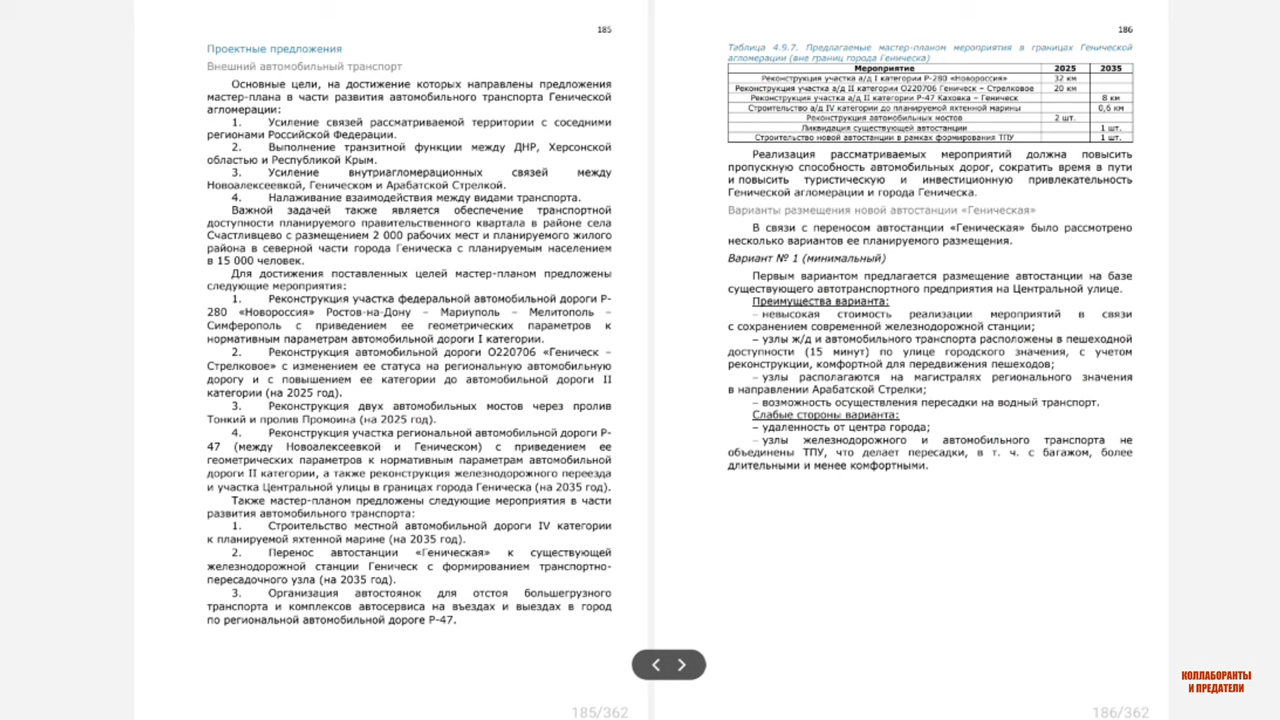 185
Проектные предложения
Внешний автомобильный транспорт
Основные цели, на достижение которых направлены предложения
мастер-плана в части развития автомобильного транспорта Генической
агломерации:
1. Усиление связей рассматриваемой территории с соседними
регионами Российской Федерации.
2. Выполнение транзитной функции между ДНР, Херсонской
областью и Республикой Крым.
3. Усиление внутриагломерационных связей между
Новоалексеевкой, Геническом и Арабатской Стрелкой.
4. Налаживание взаимодействия между видами транспорта.
Важной задачей также является обеспечение транспортной
доступности планируемого правительственного квартала в районе села
Счастливцево с размещением 2 000 рабочих мест и планируемого жилого
района в северной части города Геническа с планируемым населением
в 15 000 человек.
Для достижения поставленных целей мастер-планом предложены
следующие мероприятия:
1. Реконструкция участка федеральной автомобильной дороги Р-
280 «Новороссия» Ростов-на-Дону – Мариуполь – Мелитополь –
Симферополь с приведением ее геометрических параметров к
нормативным параметрам автомобильной дороги I категории.
2. Реконструкция автомобильной дороги О220706 «Геническ –
Стрелковое» с изменением ее статуса на региональную автомобильную
дорогу и с повышением ее категории до автомобильной дороги II
категории (на 2025 год).
3. Реконструкция двух автомобильных мостов через пролив
Тонкий и пролив Промоина (на 2025 год).
4. Реконструкция участка региональной автомобильной дороги Р-
47 (между Новоалексеевкой и Геническом) с приведением ее
геометрических параметров к нормативным параметрам автомобильной
дороги II категории, а также реконструкция железнодорожного переезда
и участка Центральной улицы в границах города Геническа (на 2035 год).
Также мастер-планом предложены следующие мероприятия в части
развития автомобильного транспорта:
1. Строительство местной автомобильной дороги IV категории
к планируемой яхтенной марине (на 2035 год).
2. Перенос автостанции «Геническая» к существующей
железнодорожной станции Геническ с формированием транспортно-
пересадочного узла (на 2035 год).
3. Организация автостоянок для отстоя большегрузного
транспорта и комплексов автосервиса на въездах и выездах в город
по региональной автомобильной дороге Р-47.
185/362
186
Таблица 4.9.7. Предлагаемые мастер-планом мероприятия в границах Генической
агломерации (вне границ города Геническа)
Мероприятие 2025 2035
Реконструкция участка а/д I категории Р-280 «Новороссия» 32 км
Реконструкция участка а/д II категории О220706 Геническ – Стрелковое 20 км
Реконструкция участка а/д II категории Р-47 Каховка – Геническ 8 км
Строительство а/д IV категории до планируемой яхтенной марины 0,6 км
Реконструкция автомобильных мостов 2 шт.
Ликвидация существующей автостанции 1 шт.
Строительство новой автостанции в рамках формирования ТПУ 1 шт.
Реализация рассматриваемых мероприятий должна повысить
пропускную способность автомобильных дорог, сократить время в пути
и повысить туристическую и инвестиционную привлекательность
Генической агломерации и города Геническа.
Варианты размещения новой автостанции «Геническая»
В связи с переносом автостанции «Геническая» было рассмотрено
несколько вариантов ее планируемого размещения.
Вариант № 1 (минимальный)
Первым вариантом предлагается размещение автостанции на базе
существующего автотранспортного предприятия на Центральной улице.
Преимущества варианта:
– невысокая стоимость реализации мероприятий в связи
с сохранением современной железнодорожной станции;
– узлы ж/д и автомобильного транспорта расположены в пешеходной
доступности (15 минут) по улице городского значения, с учетом
реконструкции, комфортной для передвижения пешеходов;
– узлы располагаются на магистралях регионального значения
в направлении Арабатской Стрелки;
– возможность осуществления пересадки на водный транспорт.
Слабые стороны варианта:
– удаленность от центра города;
– узлы железнодорожного и автомобильного транспорта не
объединены ТПУ, что делает пересадки, в т. ч. с багажом, более
длительными и менее комфортными.
186/362
КОЛЛАБОРАНТЫ
И ПРЕДАТЕЛИ